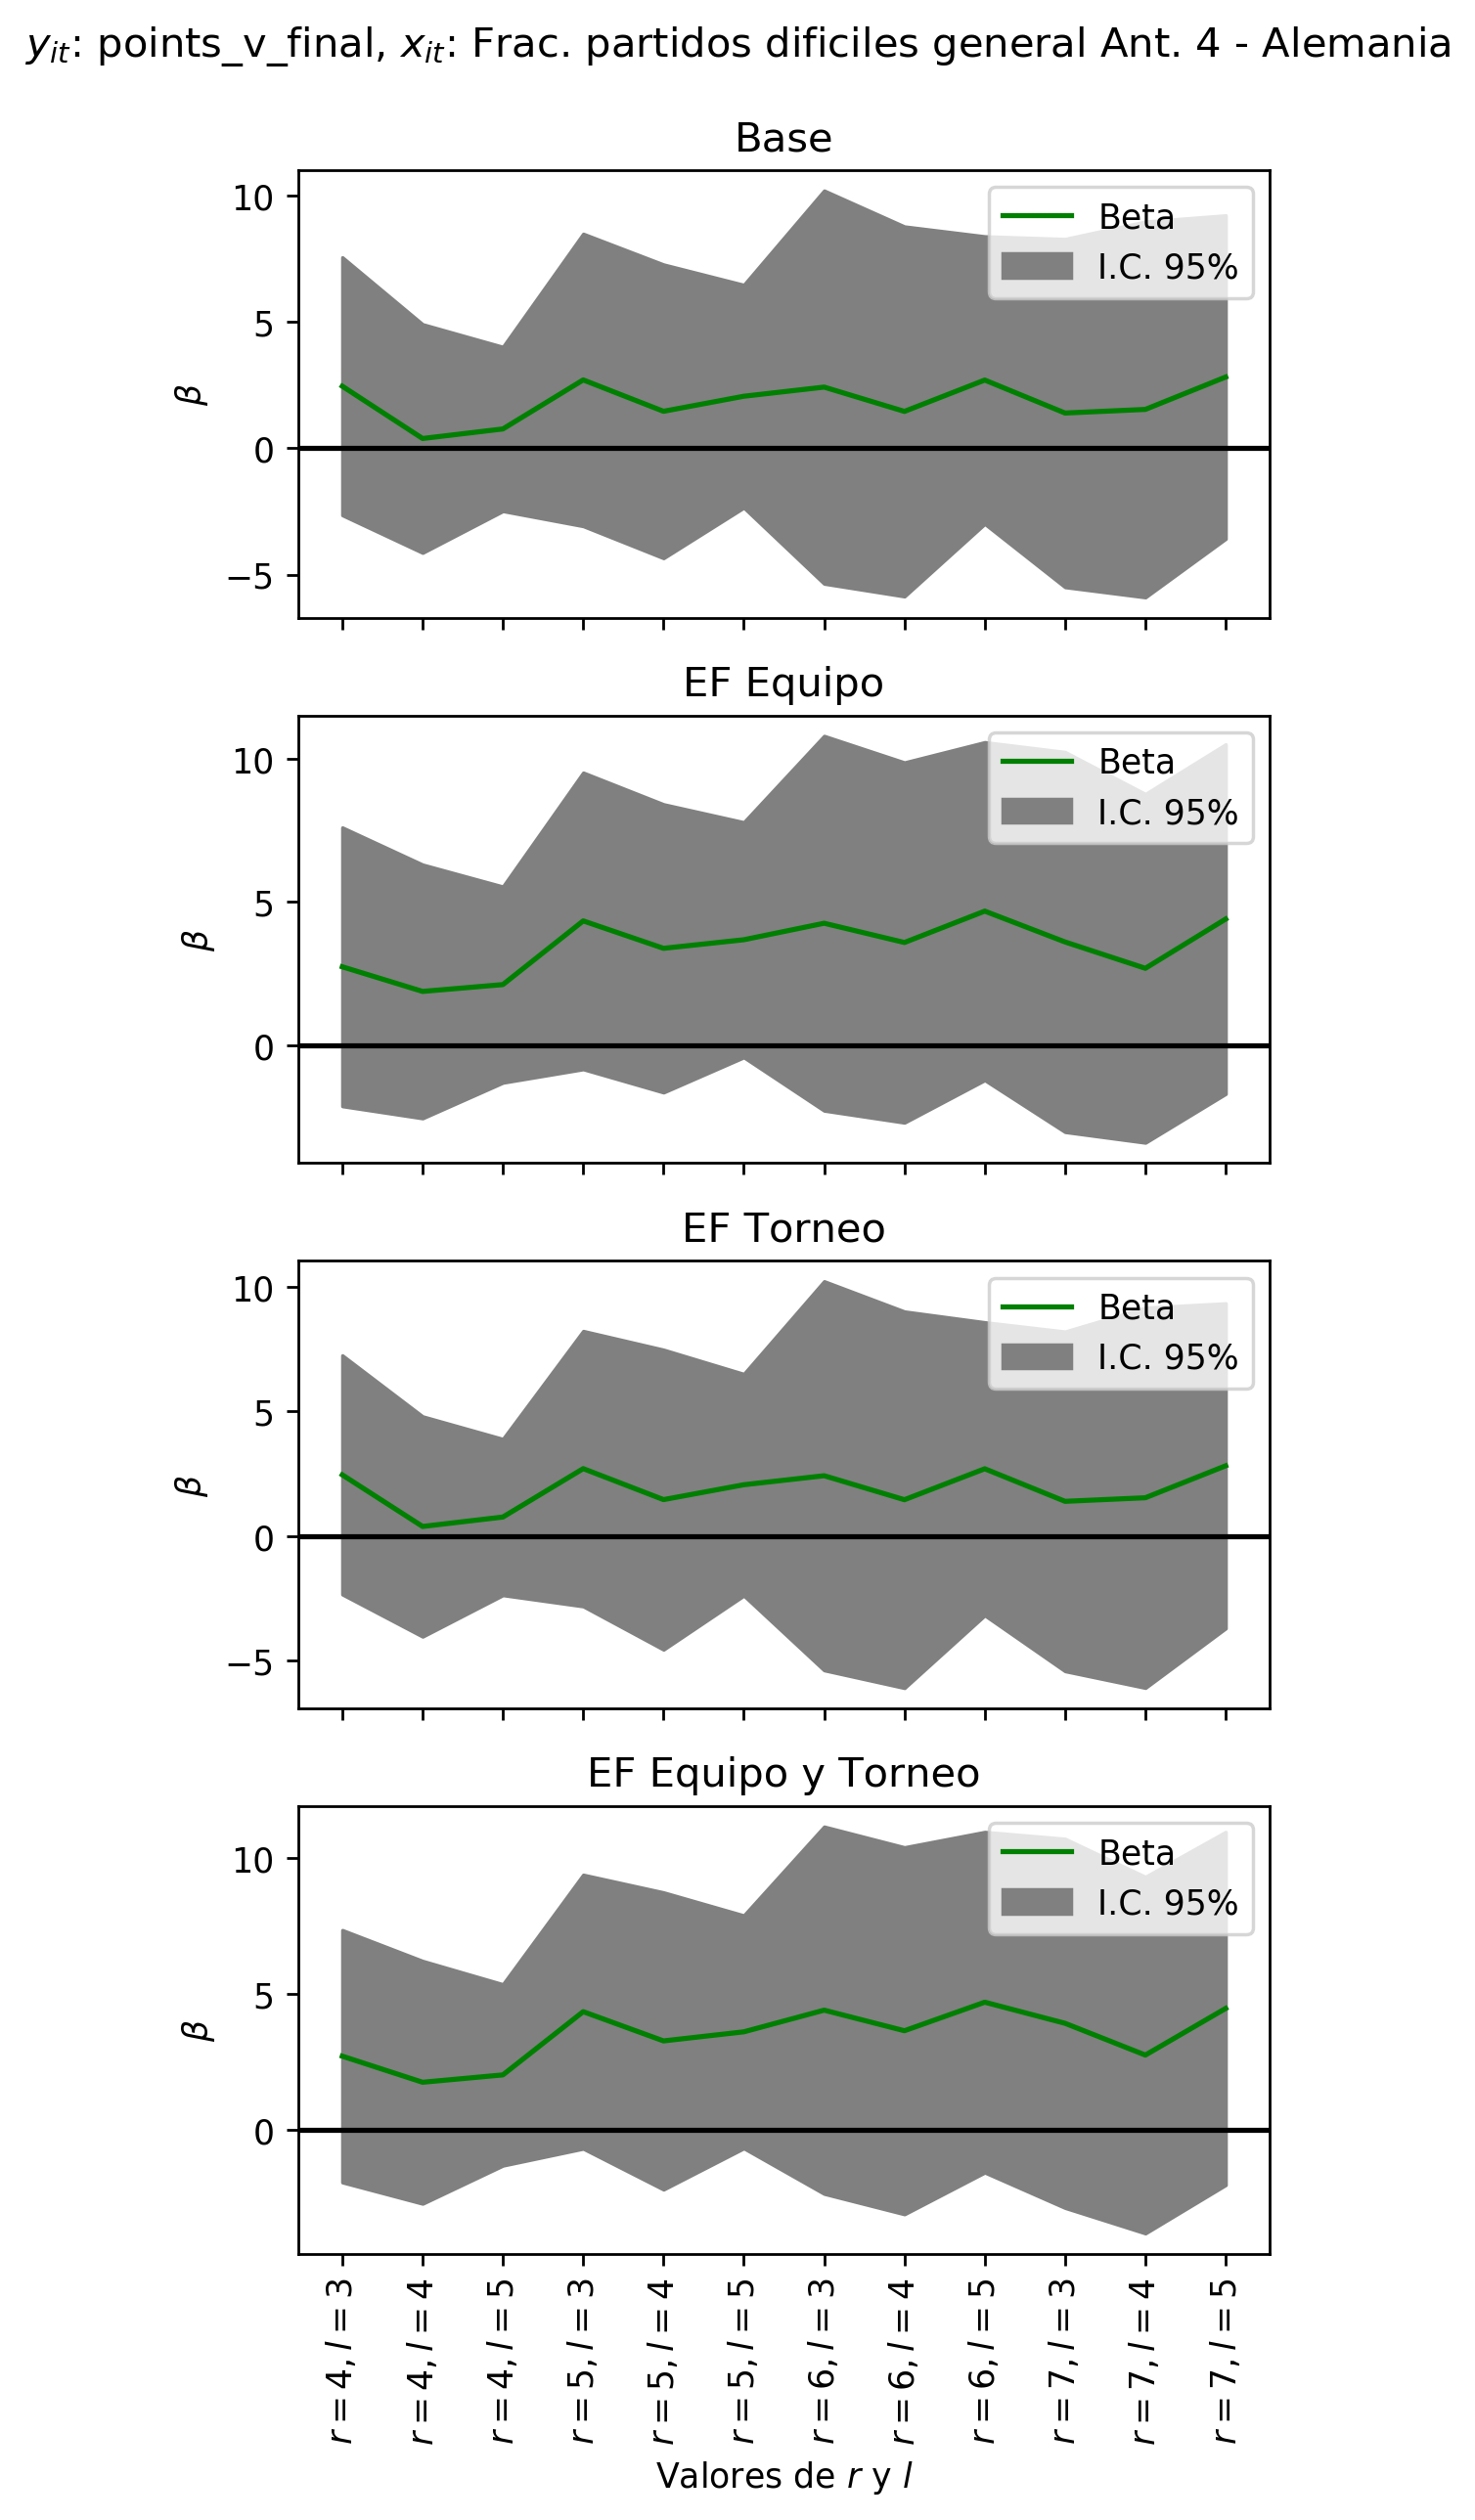 y_it: points_v_final, x_it: Frac. partidos dificiles general Ant. 4 - Alemania
Base
10
5
0
−5
β
Beta
I.C. 95%
EF Equipo
10
5
0
β
Beta
I.C. 95%
EF Torneo
10
5
0
−5
β
Beta
I.C. 95%
EF Equipo y Torneo
10
5
0
β
Beta
I.C. 95%
r = 4, l = 3
r = 4, l = 4
r = 4, l = 5
r = 5, l = 3
r = 5, l = 4
r = 5, l = 5
r = 6, l = 3
r = 6, l = 4
r = 6, l = 5
r = 7, l = 3
r = 7, l = 4
r = 7, l = 5
Valores de r y l